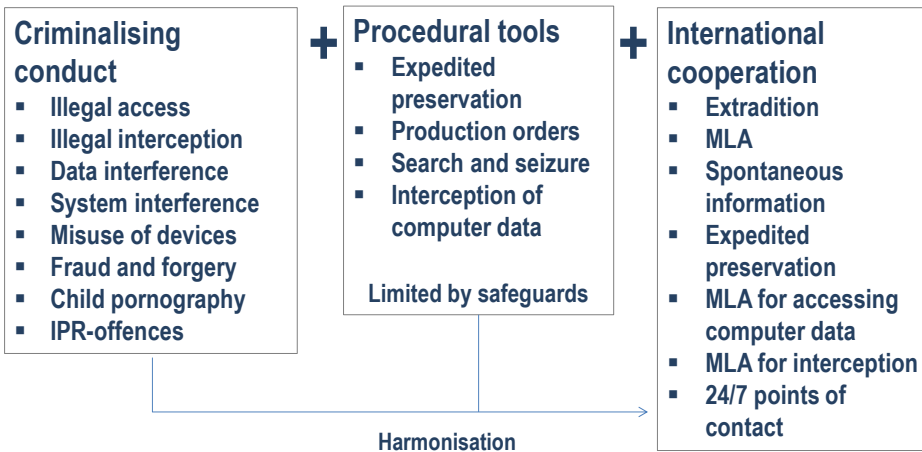 Criminalising
conduct
▪ Illegal access
▪ Illegal interception
▪ Data interference
▪ System interference
▪ Misuse of devices
▪ Fraud and forgery
▪ Child pornography
▪ IPR-offences
+
Procedural tools
▪ Expedited
preservation
▪ Production orders
▪ Search and seizure
▪ Interception of
computer data
Limited by safeguards
+
International
cooperation
▪ Extradition
▪ MLA
▪ Spontaneous
information
▪ Expedited
preservation
▪ MLA for accessing
computer data
▪ MLA for interception
▪ 24/7 points of
contact
Harmonisation